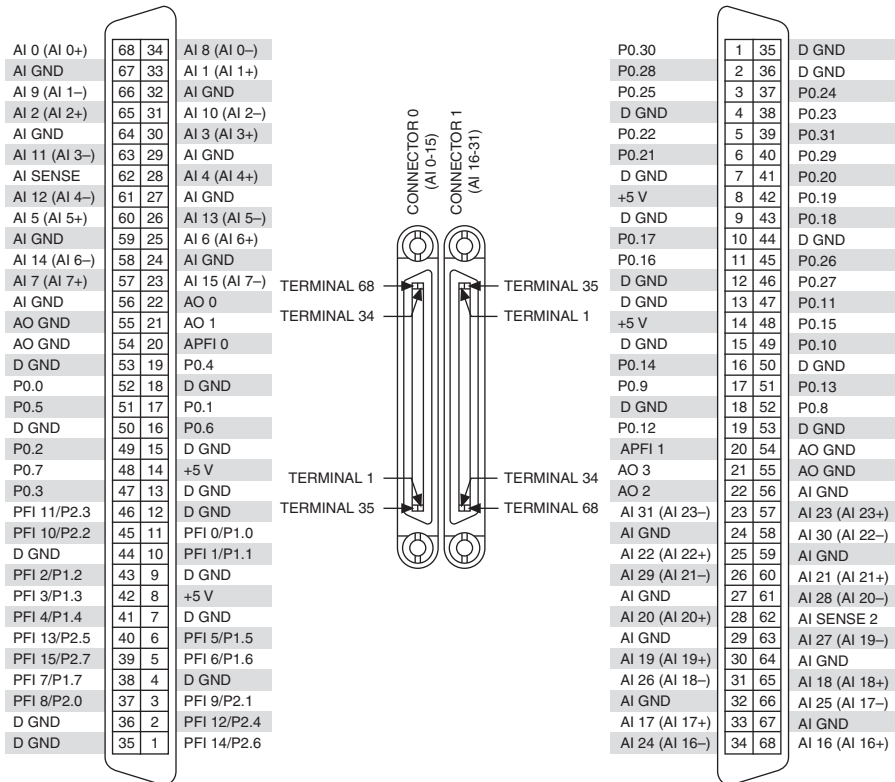 AI 0 (AI 0+) 68 34 AI 8 (AI 0–)
AI GND 67 33 AI 1 (AI 1+)
AI 9 (AI 1–) 66 32 AI GND
AI 2 (AI 2+) 65 31 AI 10 (AI 2–)
AI GND 64 30 AI 3 (AI 3+)
AI 11 (AI 3–) 63 29 AI GND
AI SENSE 62 28 AI 4 (AI 4+)
AI 12 (AI 4–) 61 27 AI GND
AI 5 (AI 5+) 60 26 AI 13 (AI 5–)
AI GND 59 25 AI 6 (AI 6+)
AI 14 (AI 6–) 58 24 AI GND
AI 7 (AI 7+) 57 23 AI 15 (AI 7–)
AI GND 56 22 AO 0
AO GND 55 21 AO 1
AO GND 54 20 APFI 0
D GND 53 19 P0.4
P0.0 52 18 D GND
P0.5 51 17 P0.1
D GND 50 16 P0.6
P0.2 49 15 D GND
P0.7 48 14 +5 V
P0.3 47 13 D GND
PFI 11/P2.3 46 12 D GND
PFI 10/P2.2 45 11 PFI 0/P1.0
D GND 44 10 PFI 1/P1.1
PFI 2/P1.2 43 9 D GND
PFI 3/P1.3 42 8 +5 V
PFI 4/P1.4 41 7 D GND
PFI 13/P2.5 40 6 PFI 5/P1.5
PFI 15/P2.7 39 5 PFI 6/P1.6
PFI 7/P1.7 38 4 D GND
PFI 8/P2.0 37 3 PFI 9/P2.1
D GND 36 2 PFI 12/P2.4
D GND 35 1 PFI 14/P2.6
CONNECTOR 0
(AI 0-15)
CONNECTOR 1
(AI 16-31)
TERMINAL 68
TERMINAL 34
TERMINAL 35
TERMINAL 1
TERMINAL 1
TERMINAL 35
TERMINAL 34
TERMINAL 68
P0.30 1 35 D GND
P0.28 2 36 D GND
P0.25 3 37 P0.24
D GND 4 38 P0.23
P0.22 5 39 P0.31
P0.21 6 40 P0.29
D GND 7 41 P0.20
+5 V 8 42 P0.19
D GND 9 43 P0.18
P0.17 10 44 D GND
P0.16 11 45 P0.26
D GND 12 46 P0.27
D GND 13 47 P0.11
+5 V 14 48 P0.15
D GND 15 49 P0.10
P0.14 16 50 D GND
P0.9 17 51 P0.13
D GND 18 52 P0.8
P0.12 19 53 D GND
APFI 1 20 54 AO GND
AO 3 21 55 AO GND
AO 2 22 56 AI GND
AI 31 (AI 23–) 23 57 AI 23 (AI 23+)
AI GND 24 58 AI 30 (AI 22–)
AI 22 (AI 22+) 25 59 AI GND
AI 29 (AI 21–) 26 60 AI 21 (AI 21+)
AI GND 27 61 AI 28 (AI 20–)
AI 20 (AI 20+) 28 62 AI SENSE 2
AI GND 29 63 AI 27 (AI 19–)
AI 19 (AI 19+) 30 64 AI GND
AI 26 (AI 18–) 31 65 AI 18 (AI 18+)
AI GND 32 66 AI 25 (AI 17–)
AI 17 (AI 17+) 33 67 AI GND
AI 24 (AI 16–) 34 68 AI 16 (AI 16+)